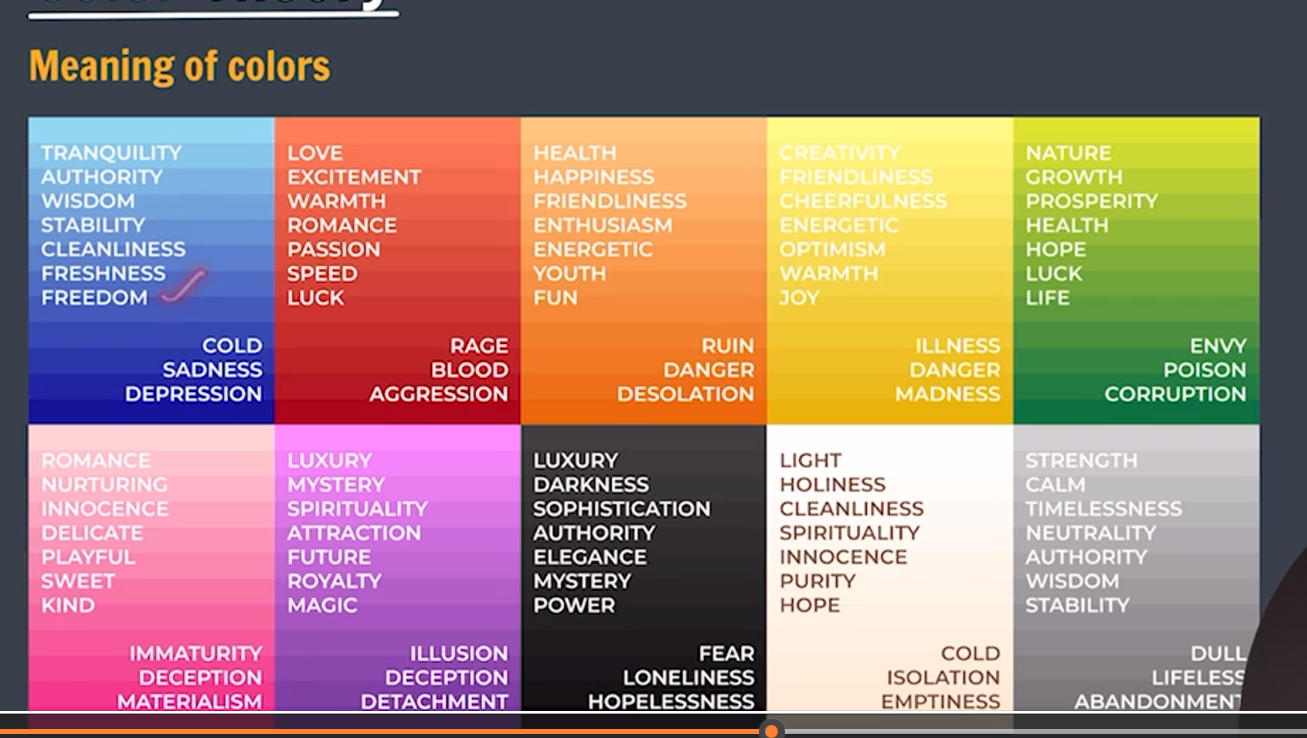 Meaning of colors
TRANQUILITY
AUTHORITY
WISDOM
STABILITY
CLEANLINESS
FRESHNESS
FREEDOM
COLD
SADNESS
DEPRESSION
LOVE
EXCITEMENT
WARMTH
ROMANCE
PASSION
SPEED
LUCK
RAGE
BLOOD
AGGRESSION
HEALTH
HAPPINESS
FRIENDLINESS
ENTHUSIASM
ENERGETIC
YOUTH
FUN
RUIN
DANGER
DESOLATION
CREATIVITY
FRIENDLINESS
CHEERFULNESS
ENERGETIC
OPTIMISM
WARMTH
JOY
ILLNESS
DANGER
MADNESS
NATURE
GROWTH
PROSPERITY
HEALTH
HOPE
LUCK
LIFE
ENVY
POISON
CORRUPTION
ROMANCE
NURTURING
INNOCENCE
DELICATE
PLAYFUL
SWEET
KIND
IMMATURITY
DECEPTION
MATERIALISM
LUXURY
MYSTERY
SPIRITUALITY
ATTRACTION
FUTURE
ROYALTY
MAGIC
ILLUSION
DECEPTION
DETACHMENT
LUXURY
DARKNESS
SOPHISTICATION
AUTHORITY
ELEGANCE
MYSTERY
POWER
FEAR
LONELINESS
HOPELESSNESS
LIGHT
HOLINESS
CLEANLINESS
SPIRITUALITY
INNOCENCE
PURITY
HOPE
COLD
ISOLATION
EMPTINESS
STRENGTH
CALM
TIMELESSNESS
NEUTRALITY
AUTHORITY
WISDOM
STABILITY
DULL
LIFELESS
ABANDONMENT